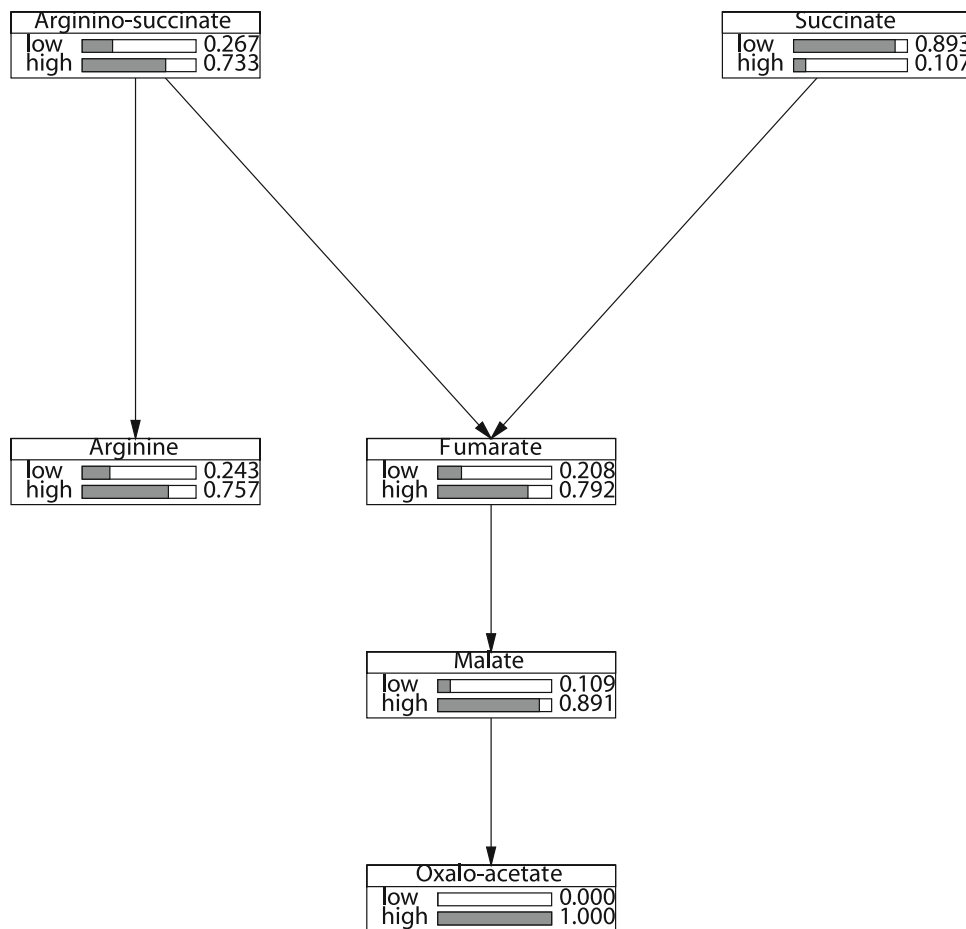 Arginino-succinate
low 0.267
high 0.733
Succinate
low 0.893
high 0.107
Arginine
low 0.243
high 0.757
Fumarate
low 0.208
high 0.792
Malate
low 0.109
high 0.891
Oxalo-acetate
low 0.000
high 1.000